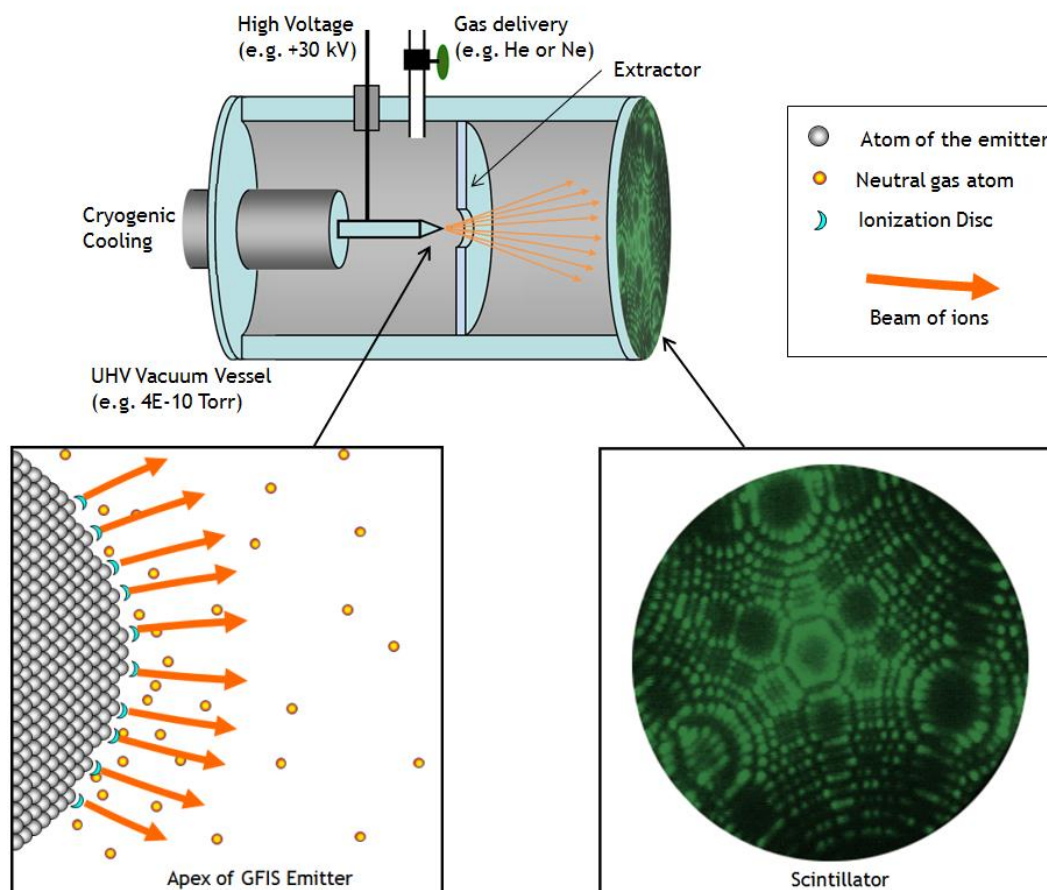 High Voltage
(e.g. +30 kV)
Gas delivery
(e.g. He or Ne)
Extractor
Cryogenic
Cooling
UHV Vacuum Vessel
(e.g. 4E-10 Torr)
Atom of the emitter
Neutral gas atom
Ionization Disc
Beam of ions
Apex of GFIS Emitter
Scintillator